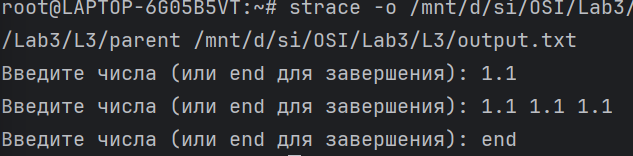 root@LAPTOP-6G05B5VT:~# strace -o /mnt/d/si/OSI/Lab3/
/Lab3/L3/parent /mnt/d/si/OSI/Lab3/L3/output.txt
Введите числа (или end для завершения): 1.1
Введите числа (или end для завершения): 1.1 1.1 1.1
Введите числа (или end для завершения): end